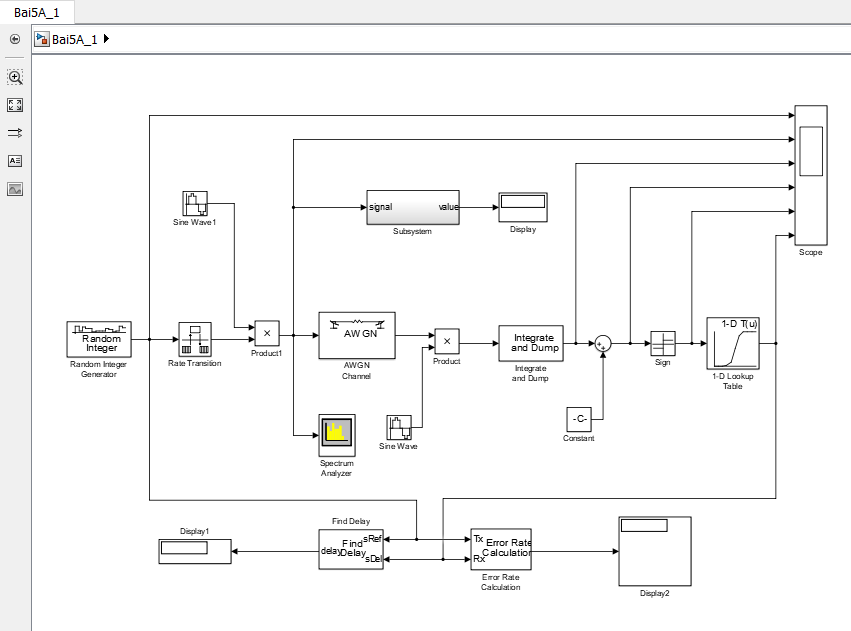 Bai5A_1
Bai5A_1
Sine Wave1
signal
value
Subsystem
Display
Scope
Random
Integer
Random Integer
Generator
Rate Transition
×
Product1
AWGN
AWGN
Channel
×
Product
Integrate
and Dump
Integrate
and Dump
Sign
1-D T(u)
1-D Lookup
Table
-C-
Constant
Spectrum
Analyzer
Sine Wave
Display1
Find Delay
delay
Find
Delay
sRef
sDel
Tx
Rx
Error Rate
Calculation
Error Rate
Calculation
Display2